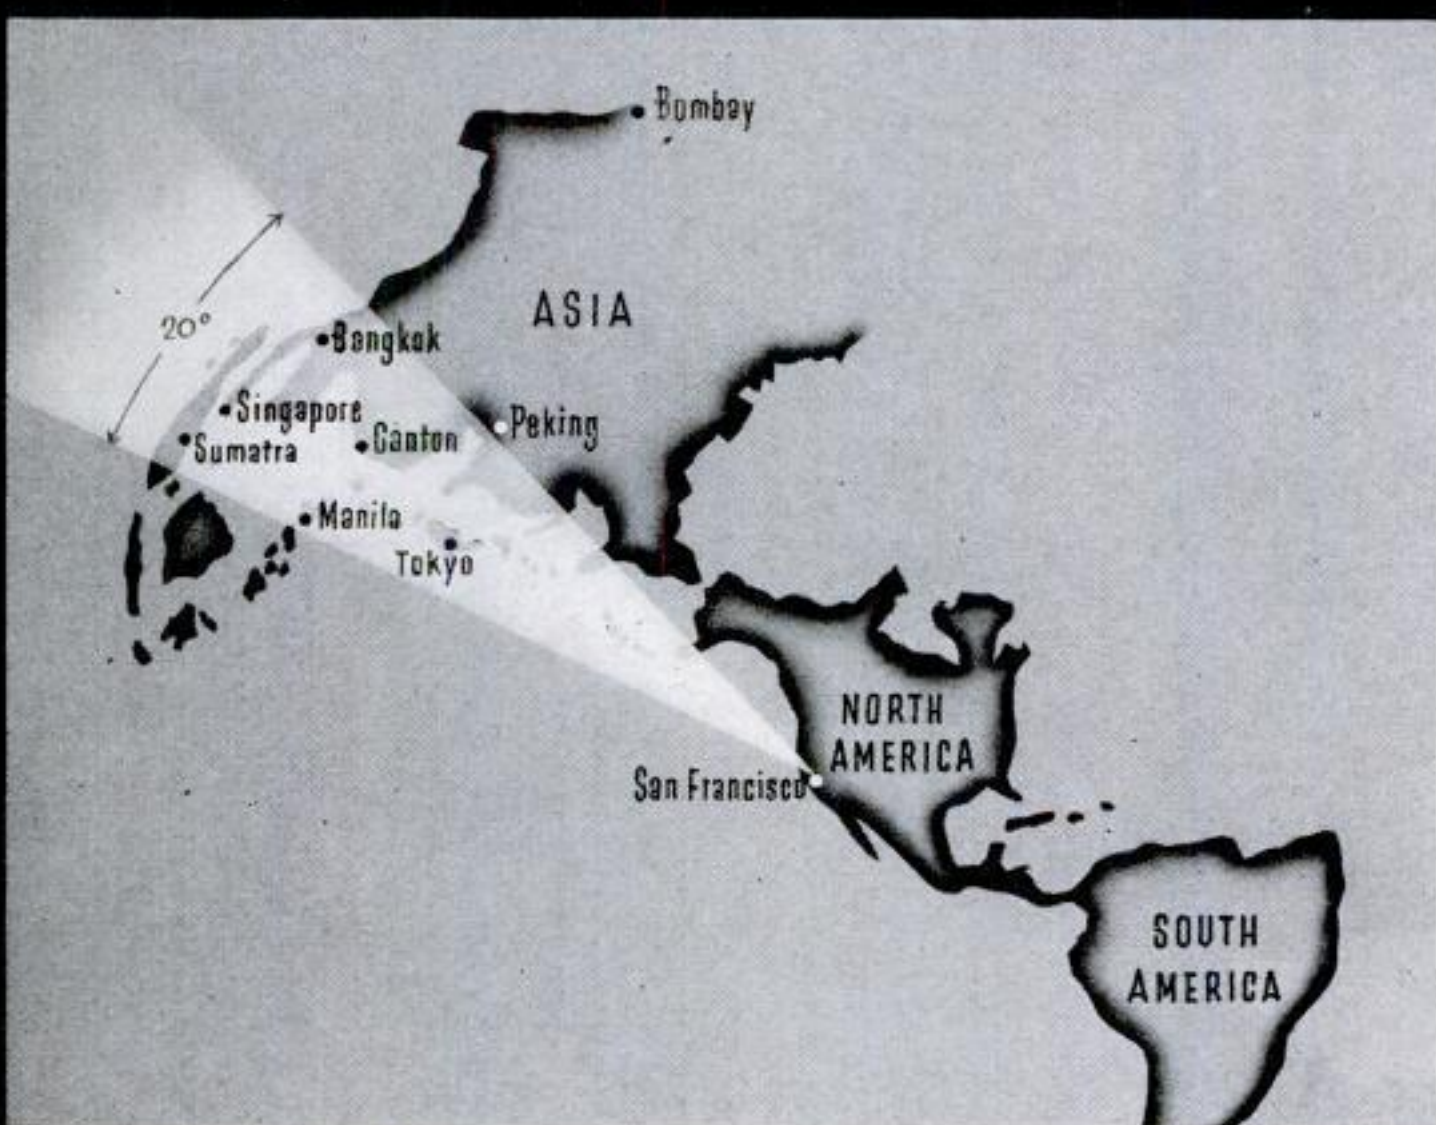 Bombay
ASIA
20°
Bangkok
Singapore
Canton
Peking
Sumatra
Manila
Tokyo
NORTH
AMERICA
San Francisco
SOUTH
AMERICA